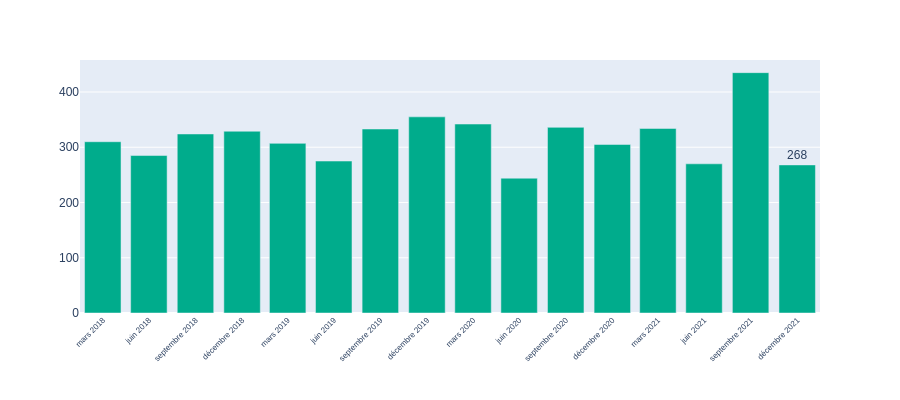 400
300
200
100
0
268
mars 2018
juin 2018
septembre 2018
décembre 2018
mars 2019
juin 2019
septembre 2019
décembre 2019
mars 2020
juin 2020
septembre 2020
décembre 2020
mars 2021
juin 2021
septembre 2021
décembre 2021